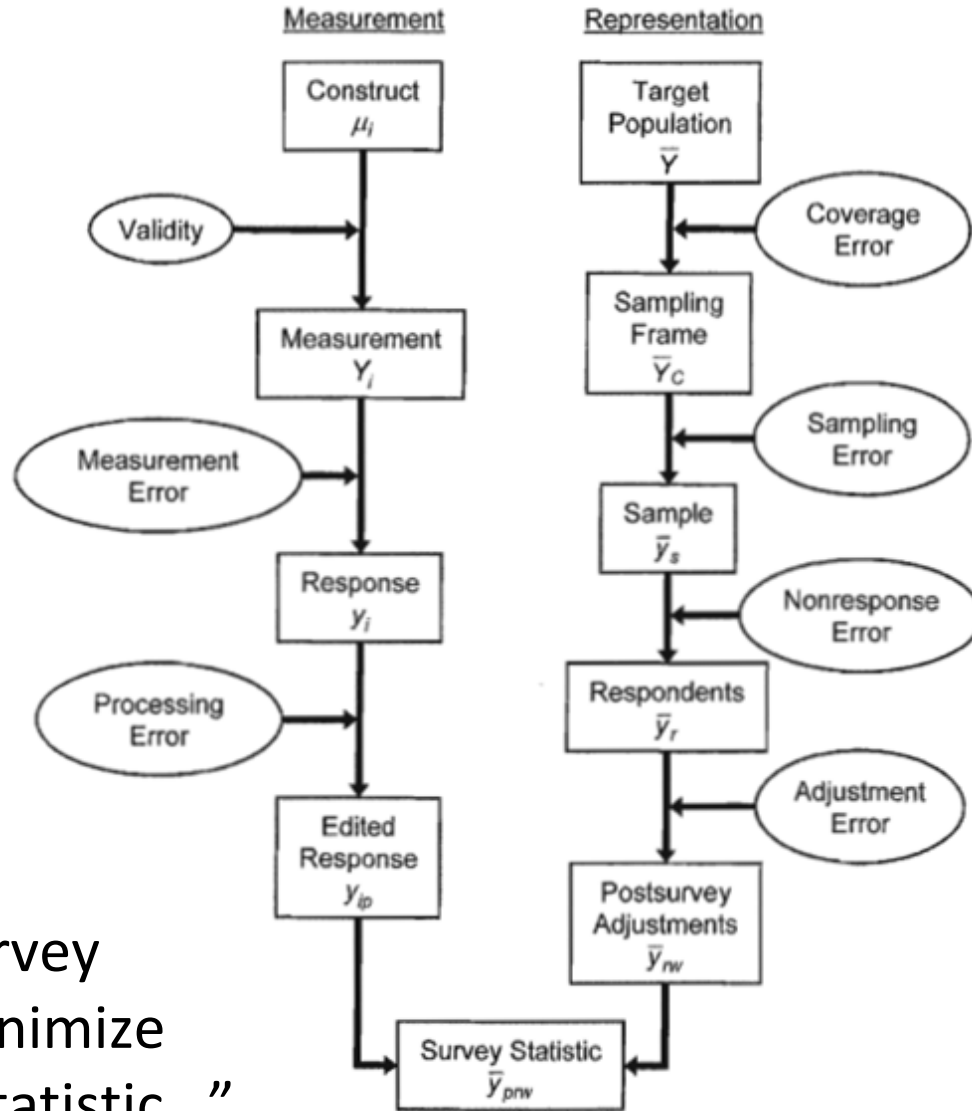 Measurement
Construct
μi
Validity
Measurement
Yi
Measurement
Error
Response
yi
Processing
Error
Edited
Response
yip
Representation
Target
Population
Ȳ
Coverage
Error
Sampling
Frame
ȲC
Sampling
Error
Sample
ȳs
Nonresponse
Error
Respondents
ȳr
Adjustment
Error
Postsurvey
Adjustments
ȳrw
Survey Statistic
ȳprw
rvey
nimize
tatistic…”